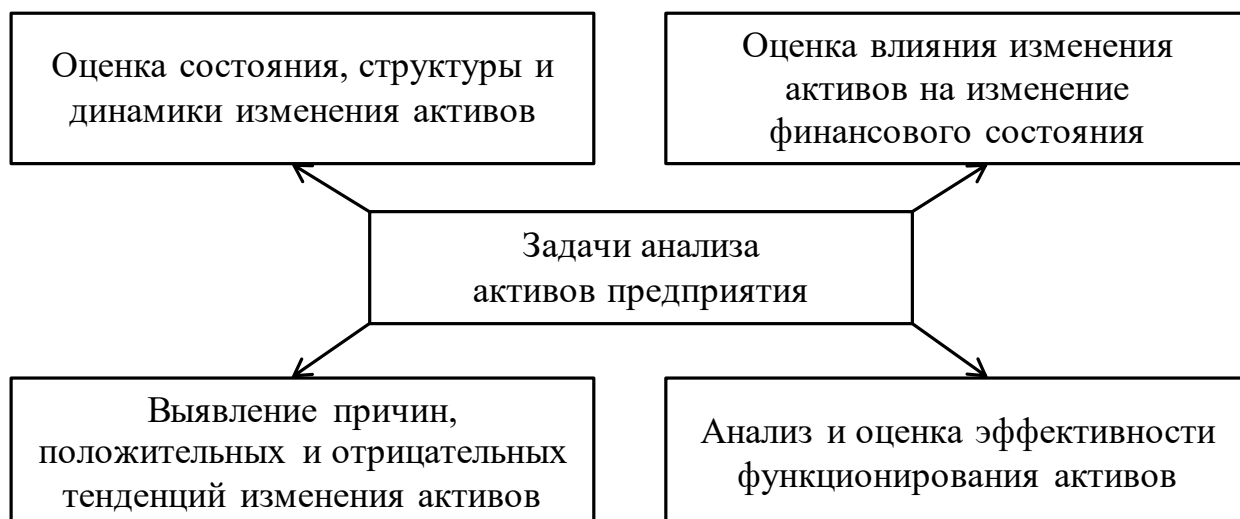 Оценка состояния, структуры и
динамики изменения активов
Оценка влияния изменения
активов на изменение
финансового состояния
Задачи анализа
активов предприятия
Выявление причин,
положительных и отрицательных
тенденций изменения активов
Анализ и оценка эффективности
функционирования активов